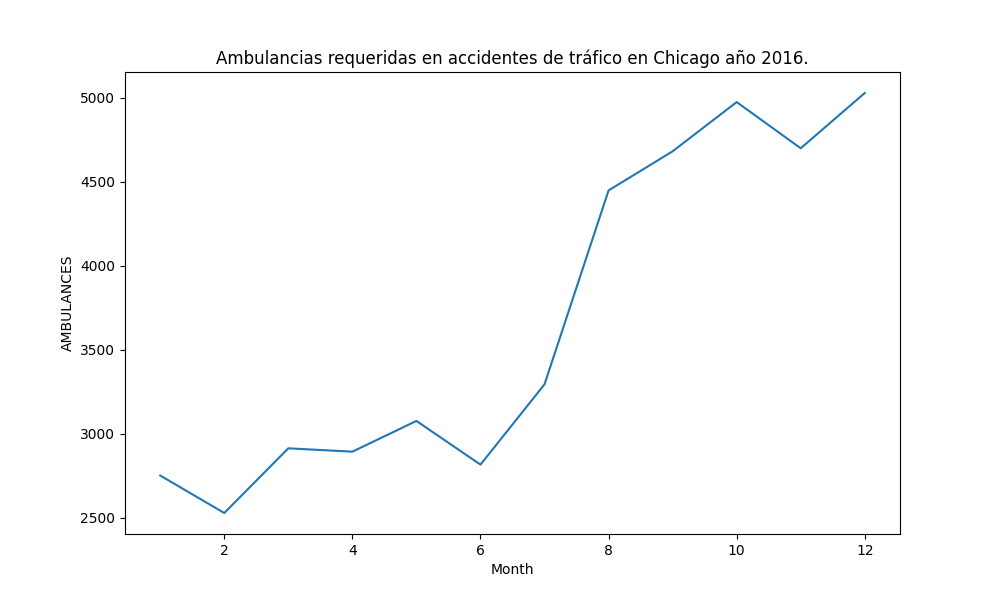 Ambulancias requeridas en accidentes de tráfico en Chicago año 2016.
5000
4500
4000
3500
3000
2500
AMBULANCES
2 4 6 8 10 12
Month